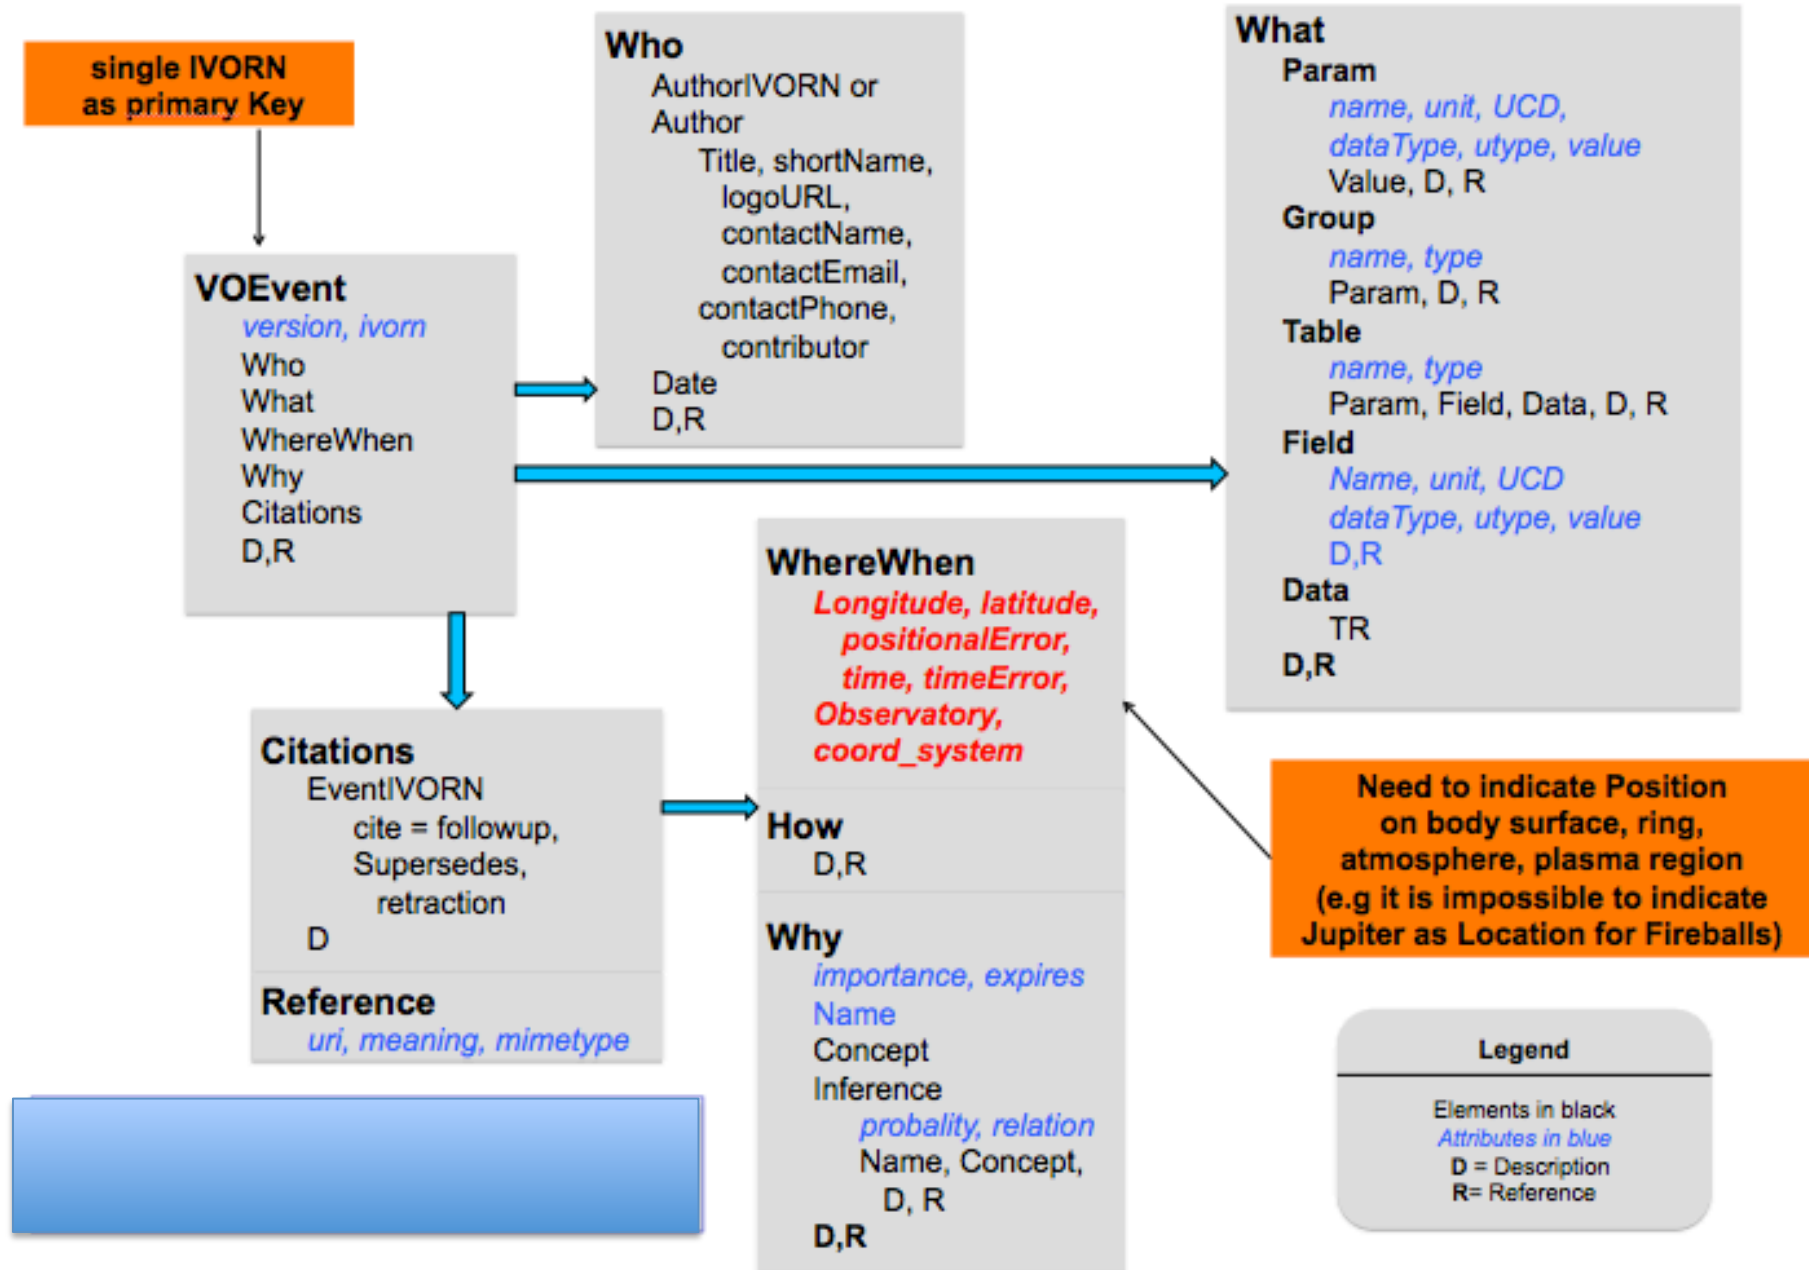 single IVORN
as primary Key
VOEvent
version, ivorn
Who
What
WhereWhen
Why
Citations
D,R
Who
AuthorIVORN or
Author
Title, shortName,
logoURL,
contactName,
contactEmail,
contactPhone,
contributor
Date
D,R
What
Param
name, unit, UCD,
dataType, utype, value
Value, D, R
Group
name, type
Param, D, R
Table
name, type
Param, Field, Data, D, R
Field
Name, unit, UCD
dataType, utype, value
D,R
Data
TR
D,R
Citations
EventIVORN
cite = followup,
Supersedes,
retraction
D
Reference
uri, meaning, mimetype
WhereWhen
Longitude, latitude,
positionalError,
time, timeError,
Observatory,
coord_system
How
D,R
Why
importance, expires
Name
Concept
Inference
probality, relation
Name, Concept,
D, R
D,R
Need to indicate Position
on body surface, ring,
atmosphere, plasma region
(e.g it is impossible to indicate
Jupiter as Location for Fireballs)
Legend
Elements in black
Attributes in blue
D = Description
R= Reference